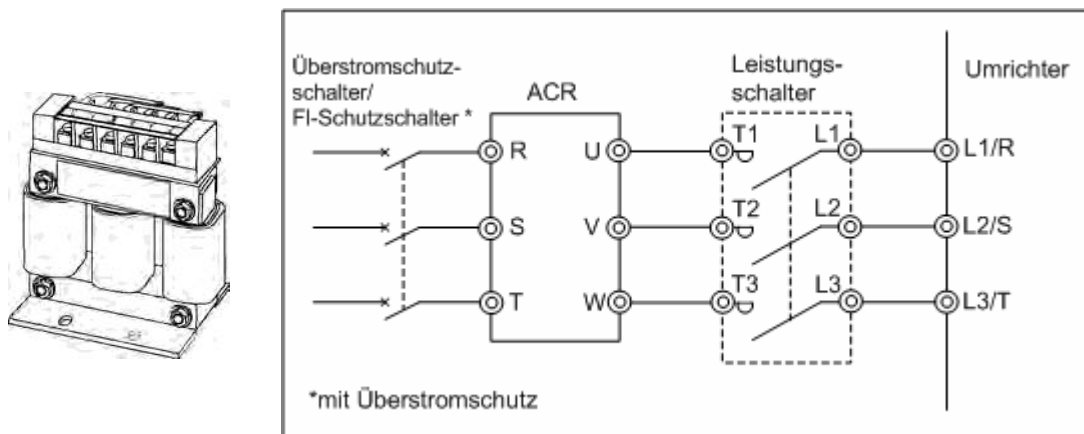 Überstromschutz-
schalter/
FI-Schutzschalter *
ACR
Leistungs-
schalter
Umrichter
R U T1 L1 L1/R
S V T2 L2 L2/S
T W T3 L3 L3/T
*mit Überstromschutz